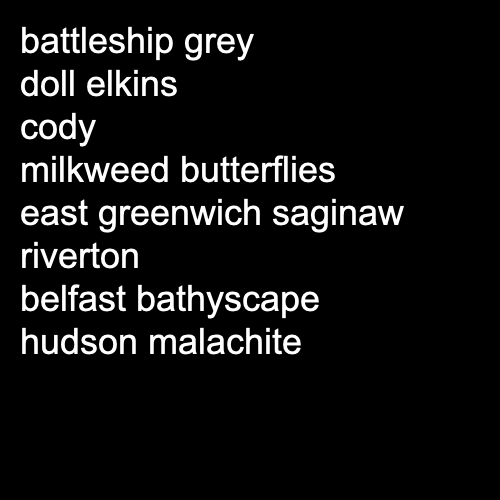 battleship grey
doll elkins
cody
milkweed butterflies
east greenwich saginaw
riverton
belfast bathyscape
hudson malachite